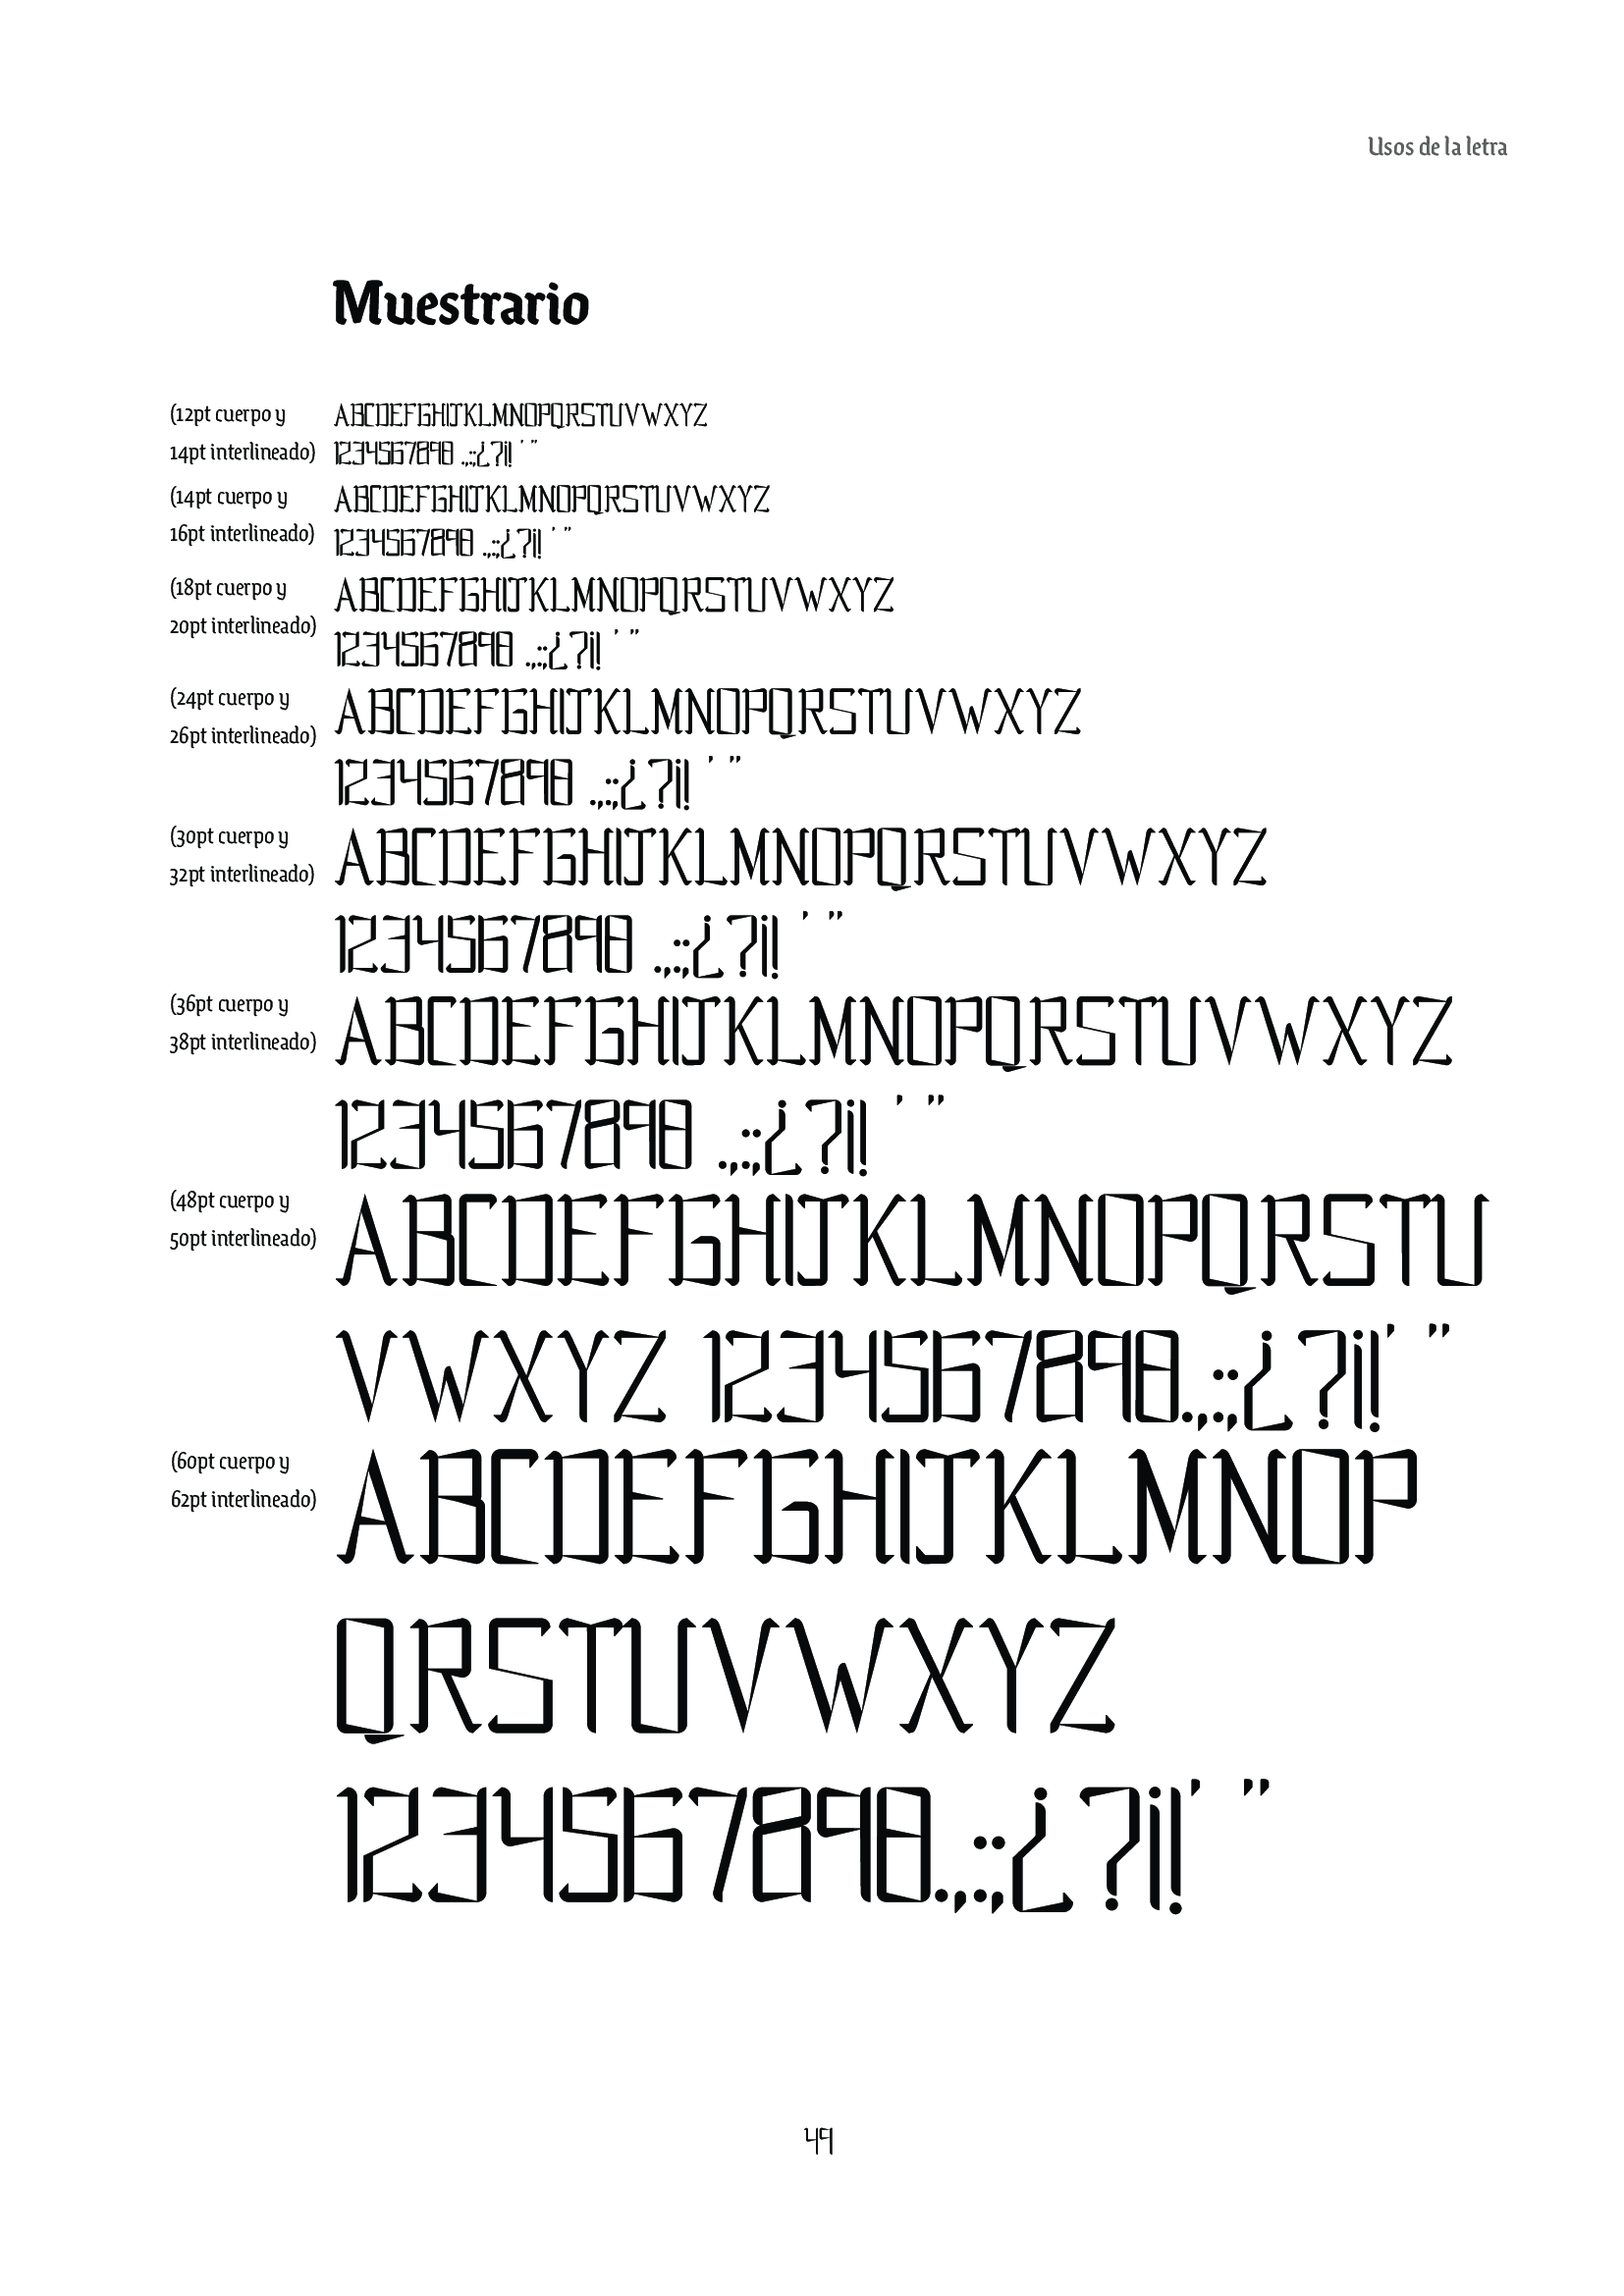 Usos de la letra
Muestrario
(12pt cuerpo y
14pt interlineado)
ABCDEFGHIJKLMNOPQRSTUVWXYZ
1234567890 .,:;¿?¡! ' "
(14pt cuerpo y
16pt interlineado)
ABCDEFGHIJKLMNOPQRSTUVWXYZ
1234567890 .,:;¿?¡! ' "
(18pt cuerpo y
20pt interlineado)
ABCDEFGHIJKLMNOPQRSTUVWXYZ
1234567890 .,:;¿?¡! ' "
(24pt cuerpo y
26pt interlineado)
ABCDEFGHIJKLMNOPQRSTUVWXYZ
1234567890 .,:;¿?¡! ' "
(30pt cuerpo y
32pt interlineado)
ABCDEFGHIJKLMNOPQRSTUVWXYZ
1234567890 .,:;¿?¡! ' "
(36pt cuerpo y
38pt interlineado)
ABCDEFGHIJKLMNOPQRSTUVWXYZ
1234567890 .,:;¿?¡! ' "
(48pt cuerpo y
50pt interlineado)
ABCDEFGHIJKLMNOPQRSTU
VWXYZ 1234567890.,:;¿?¡!' "
(60pt cuerpo y
62pt interlineado)
ABCDEFGHIJKLMNOP
QRSTUVWXYZ
1234567890.,:;¿?¡!' "
49